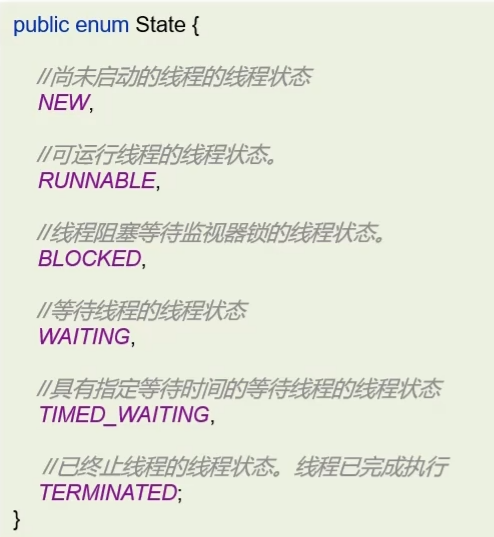 public enum State {
//尚未启动的线程的线程状态
NEW,
//可运行线程的线程状态。
RUNNABLE,
//线程阻塞等待监视器锁的线程状态。
BLOCKED,
//等待线程的线程状态
WAITING,
//具有指定等待时间的等待线程的线程状态
TIMED_WAITING,
//已终止线程的线程状态。线程已完成执行
TERMINATED;
}